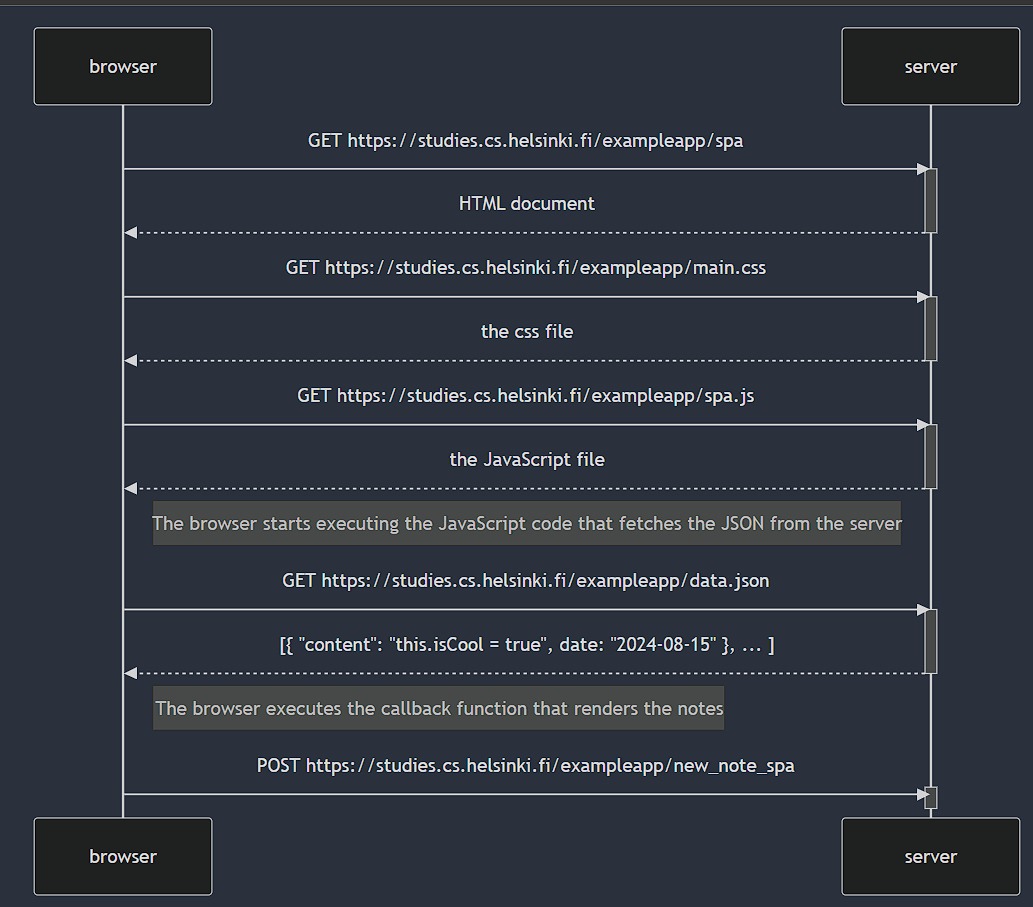 browser
server
GET https://studies.cs.helsinki.fi/exampleapp/spa
HTML document
GET https://studies.cs.helsinki.fi/exampleapp/main.css
the css file
GET https://studies.cs.helsinki.fi/exampleapp/spa.js
the JavaScript file
The browser starts executing the JavaScript code that fetches the JSON from the server
GET https://studies.cs.helsinki.fi/exampleapp/data.json
[{ "content": "this.isCool = true", date: "2024-08-15" }, ... ]
The browser executes the callback function that renders the notes
POST https://studies.cs.helsinki.fi/exampleapp/new_note_spa
browser
server